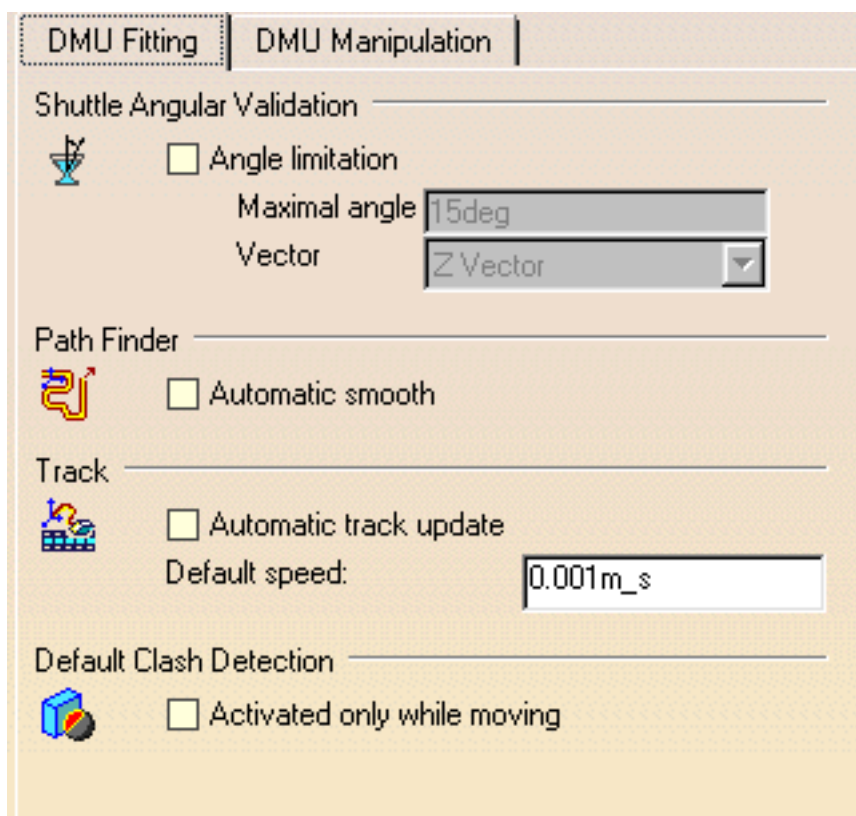 DMU Fitting DMU Manipulation
Shuttle Angular Validation
Angle limitation
Maximal angle 15deg
Vector Z Vector
Path Finder
Automatic smooth
Track
Automatic track update
Default speed: 0.001m_s
Default Clash Detection
Activated only while moving